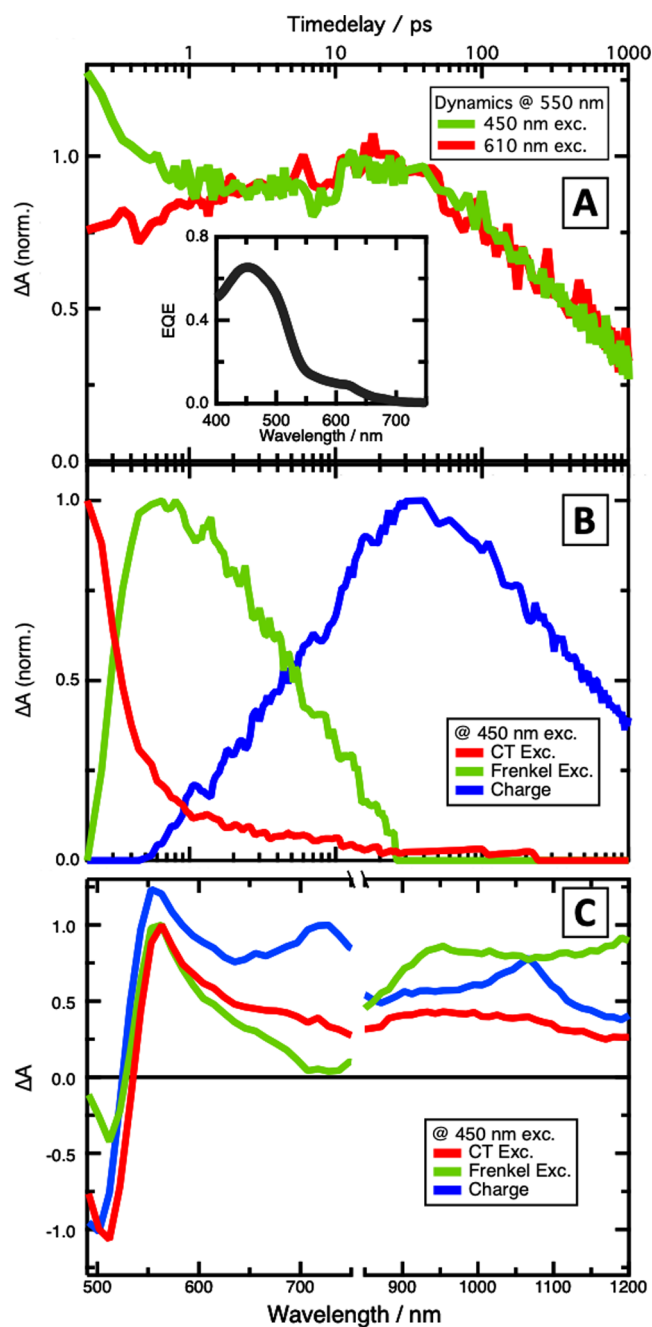 Timedelay / ps
1 10 100 1000
Dynamics @ 550 nm
450 nm exc.
610 nm exc.
A
1.0
0.5
0.0
ΔA (norm.)
0.8
0.4
0.0
EQE
400 500 600 700
Wavelength / nm
B
1.0
0.5
0.0
ΔA (norm.)
@ 450 nm exc.
CT Exc.
Frenkel Exc.
Charge
C
1.0
0.5
0.0
-0.5
-1.0
ΔA
@ 450 nm exc.
CT Exc.
Frenkel Exc.
Charge
500 600 700 900 1000 1100 1200
Wavelength / nm